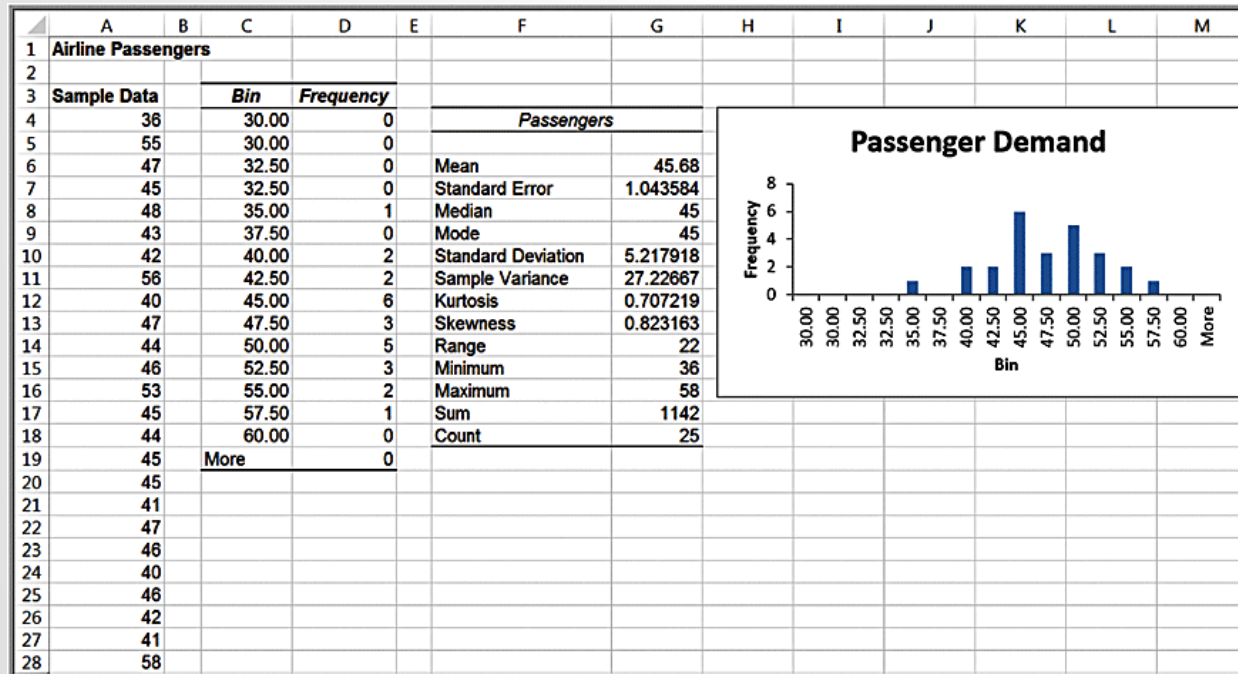 A B C D E F G H I J K L M
1 Airline Passengers
2
3 Sample Data Bin Frequency
4 36 30.00 0 Passengers
5 55 30.00 0
6 47 32.50 0 Mean 45.68
7 45 32.50 0 Standard Error 1.043584
8 48 35.00 1 Median 45
9 43 37.50 0 Mode 45
10 42 40.00 2 Standard Deviation 5.217918
11 56 42.50 2 Sample Variance 27.22667
12 40 45.00 6 Kurtosis 0.707219
13 47 47.50 3 Skewness 0.823163
14 44 50.00 5 Range 22
15 46 52.50 3 Minimum 36
16 53 55.00 2 Maximum 58
17 45 57.50 1 Sum 1142
18 44 60.00 0 Count 25
19 45 More 0
20 45
21 41
22 47
23 46
24 40
25 46
26 42
27 41
28 58
Passenger Demand
Frequency
8
6
4
2
0
30.00 30.00 32.50 32.50 35.00 37.50 40.00 42.50 45.00 47.50 50.00 52.50 55.00 57.50 60.00 More
Bin